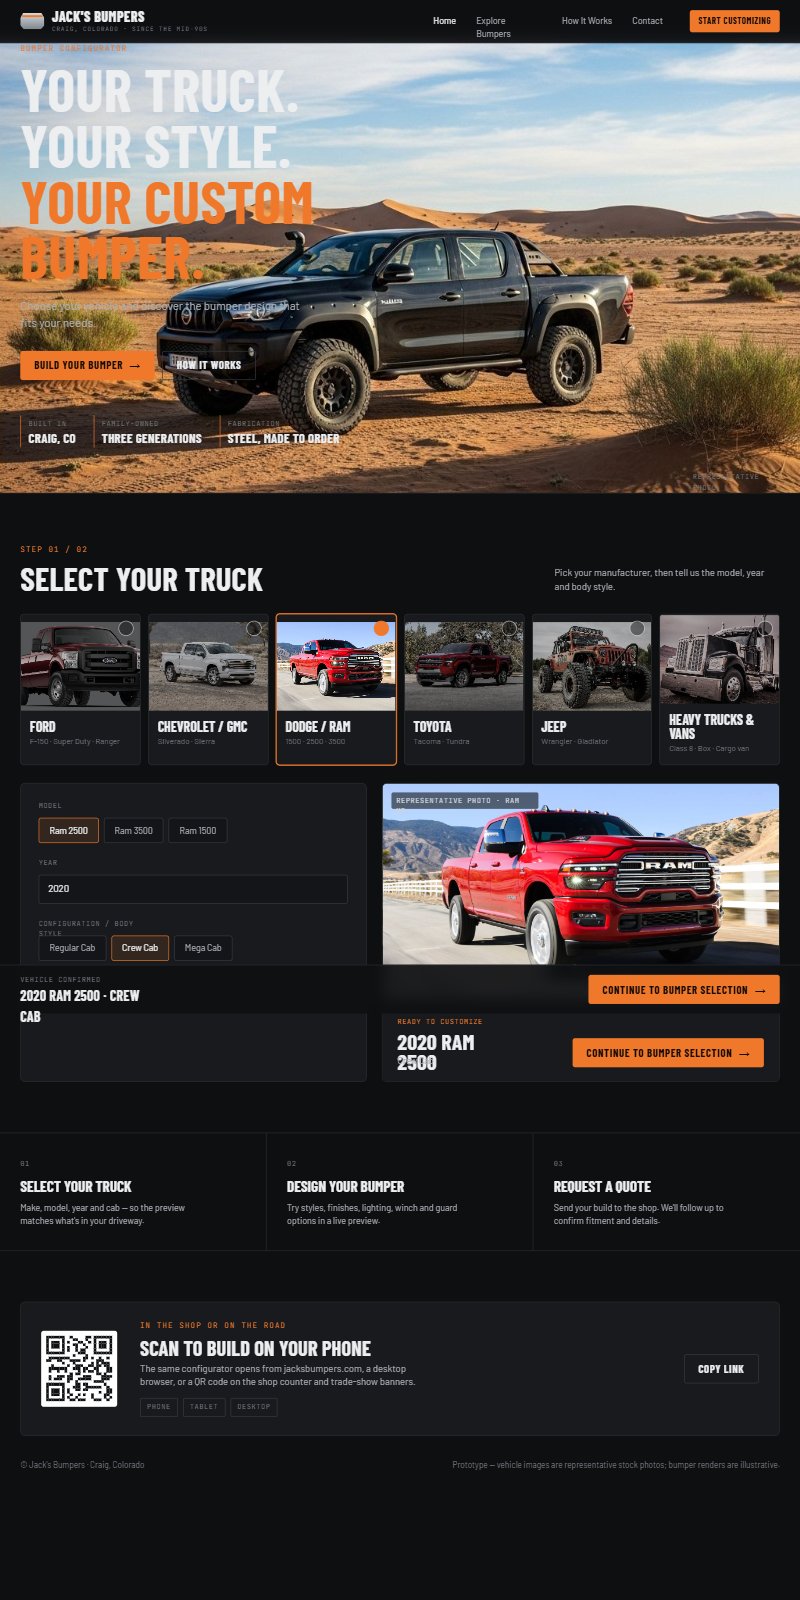 JACK'S BUMPERS
CRAIG, COLORADO · SINCE THE MID-90S
Home
Explore
Bumpers
How It Works
Contact
START CUSTOMIZING
BUMPER CONFIGURATOR
YOUR TRUCK.
YOUR STYLE.
YOUR CUSTOM
BUMPER.
Choose your vehicle and discover the bumper design that
fits your needs.
BUILD YOUR BUMPER →
HOW IT WORKS
BUILT IN
CRAIG, CO
FAMILY-OWNED
THREE GENERATIONS
FABRICATION
STEEL, MADE TO ORDER
REPRESENTATIVE
PHOTO
STEP 01 / 02
SELECT YOUR TRUCK
Pick your manufacturer, then tell us the model, year
and body style.
FORD
F-150 · Super Duty · Ranger
CHEVROLET / GMC
Silverado · Sierra
DODGE / RAM
1500 · 2500 · 3500
TOYOTA
Tacoma · Tundra
JEEP
Wrangler · Gladiator
HEAVY TRUCKS &
VANS
Class 8 · Box · Cargo van
MODEL
Ram 2500
Ram 3500
Ram 1500
YEAR
2020
CONFIGURATION / BODY
STYLE
Regular Cab
Crew Cab
Mega Cab
REPRESENTATIVE PHOTO · RAM
RAM
VEHICLE CONFIRMED
2020 RAM 2500 · CREW
CAB
CONTINUE TO BUMPER SELECTION →
READY TO CUSTOMIZE
2020 RAM
2500
CONTINUE TO BUMPER SELECTION →
01
SELECT YOUR TRUCK
Make, model, year and cab — so the preview
matches what's in your driveway.
02
DESIGN YOUR BUMPER
Try styles, finishes, lighting, winch and guard
options in a live preview.
03
REQUEST A QUOTE
Send your build to the shop. We'll follow up to
confirm fitment and details.
IN THE SHOP OR ON THE ROAD
SCAN TO BUILD ON YOUR PHONE
The same configurator opens from jacksbumpers.com, a desktop
browser, or a QR code on the shop counter and trade-show banners.
PHONE
TABLET
DESKTOP
COPY LINK
© Jack's Bumpers · Craig, Colorado
Prototype — vehicle images are representative stock photos; bumper renders are illustrative.